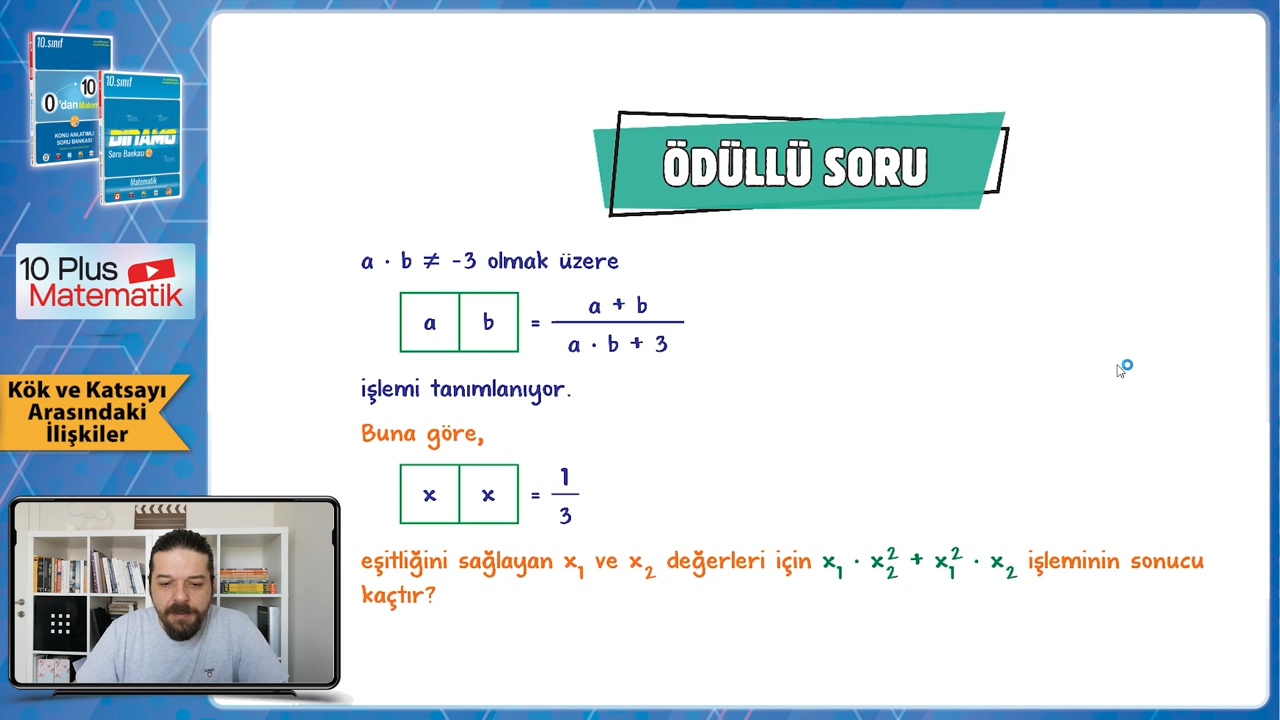 10.sınıf
10
0'dan Matem
KONU ANLATIMLI
SORU BANKASI
10.sınıf
DİNAMO
Soru Bankası
Matematik
10 Plus
Matematik
Kök ve Katsayı
Arasındaki
İlişkiler
ÖDÜLLÜ SORU
a · b ≠ -3 olmak üzere
a b = (a + b) / (a · b + 3)
işlemi tanımlanıyor.
Buna göre,
x x = 1/3
eşitliğini sağlayan x₁ ve x₂ değerleri için x₁ · x₂² + x₁² · x₂ işleminin sonucu
kaçtır?